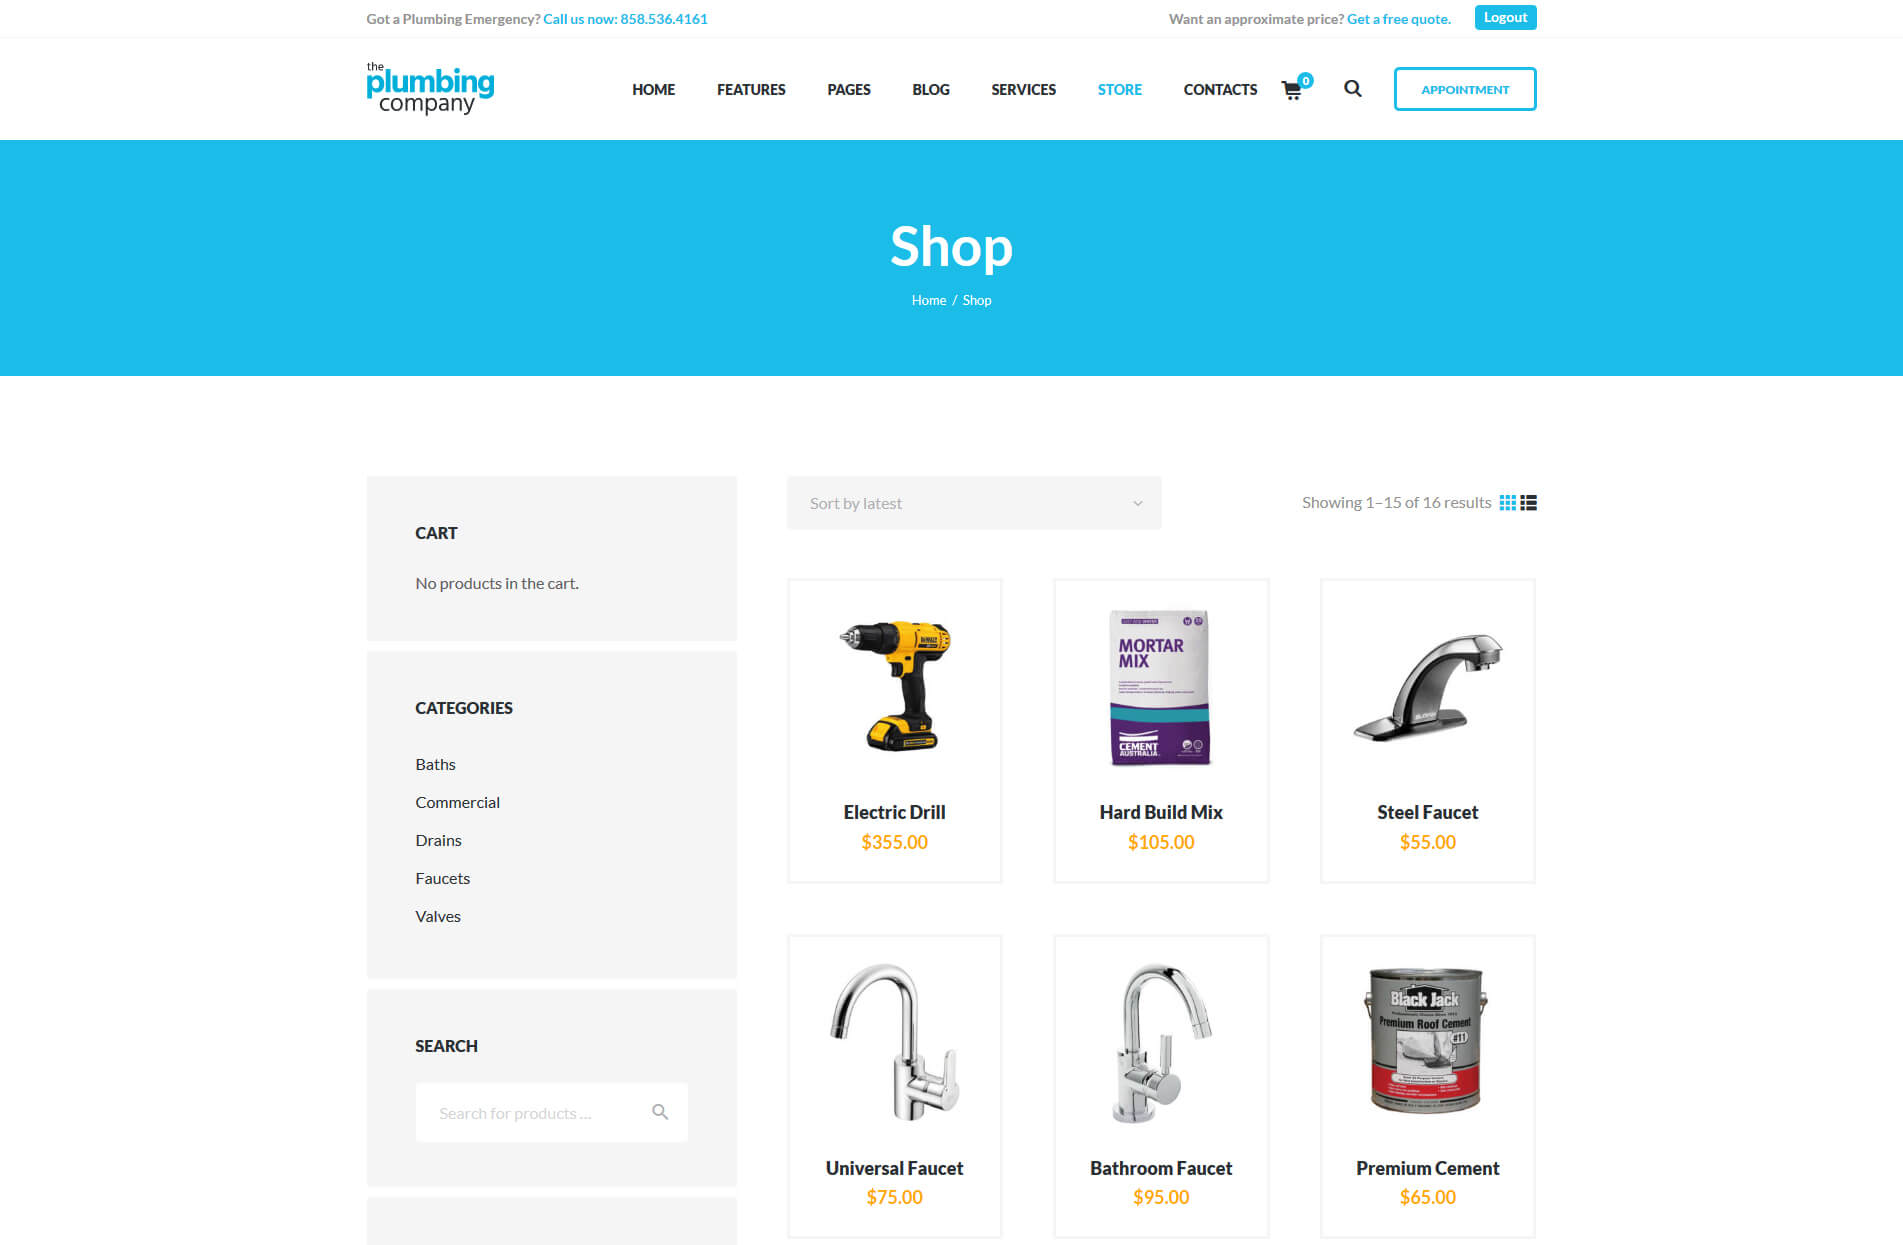 Got a Plumbing Emergency? Call us now: 858.536.4161
Want an approximate price? Get a free quote.
Logout
the
plumbing
company
HOME
FEATURES
PAGES
BLOG
SERVICES
STORE
CONTACTS
0
APPOINTMENT
Shop
Home / Shop
CART
No products in the cart.
CATEGORIES
Baths
Commercial
Drains
Faucets
Valves
SEARCH
Search for products ...
Sort by latest
Showing 1–15 of 16 results
DEWALT
Electric Drill
$355.00
MORTAR
MIX
CEMENT
AUSTRALIA
Hard Build Mix
$105.00
Steel Faucet
$55.00
Universal Faucet
$75.00
Bathroom Faucet
$95.00
Black Jack
Premium Roof Cement
#11
Premium Cement
$65.00